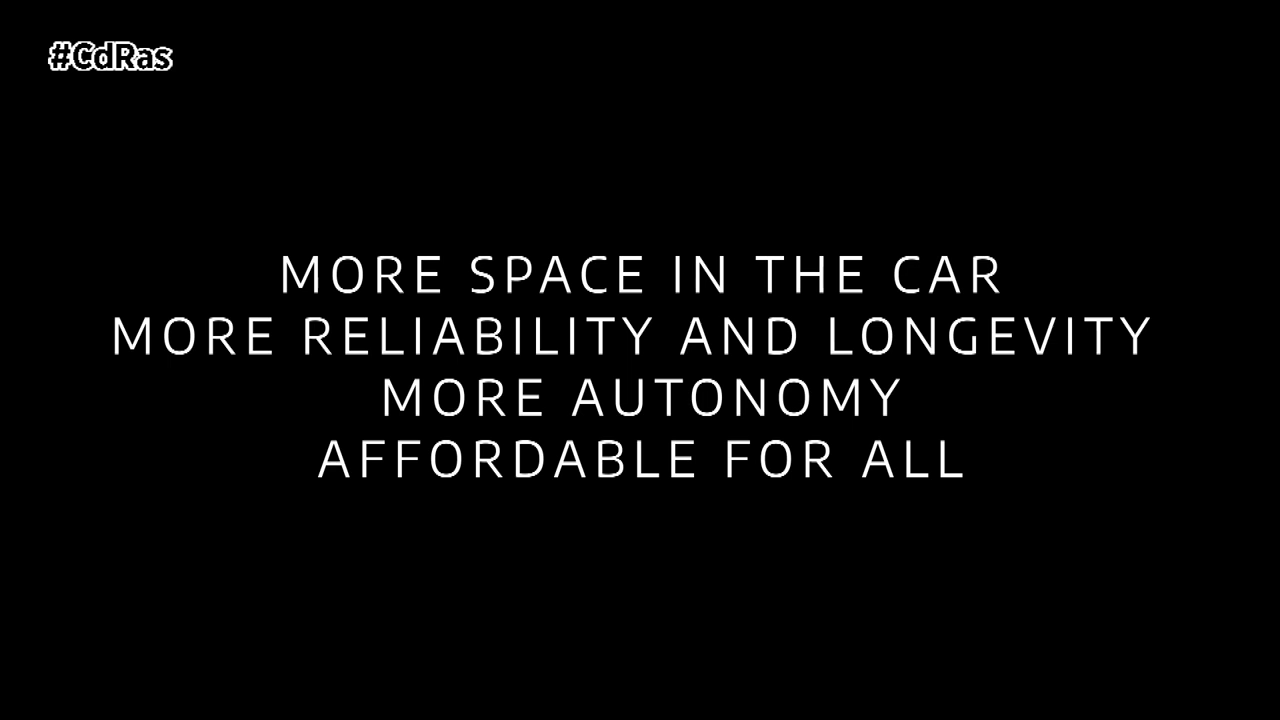 #CdRas
MORE SPACE IN THE CAR
MORE RELIABILITY AND LONGEVITY
MORE AUTONOMY
AFFORDABLE FOR ALL